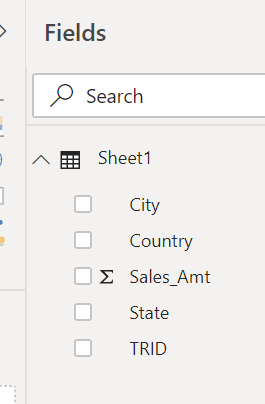 Fields
Search
Sheet1
City
Country
Σ Sales_Amt
State
TRID